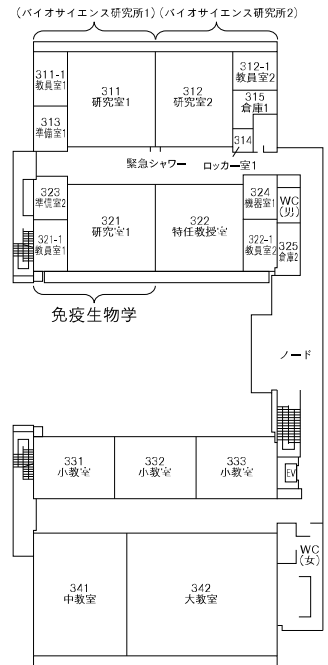 (バイオサイエンス研究所1)
(バイオサイエンス研究所2)
311-1
教員室1
311
研究室1
312
研究室2
312-1
教員室2
315
倉庫1
313
準備室1
314
緊急シャワー
ロッカー室1
323
準備室2
321
研究室1
322
特任教授室
324
機器室1
WC
(男)
321-1
教員室1
322-1
教員室2
325
倉庫2
免疫生物学
ノード
331
小教室
332
小教室
333
小教室
EV
WC
(女)
341
中教室
342
大教室